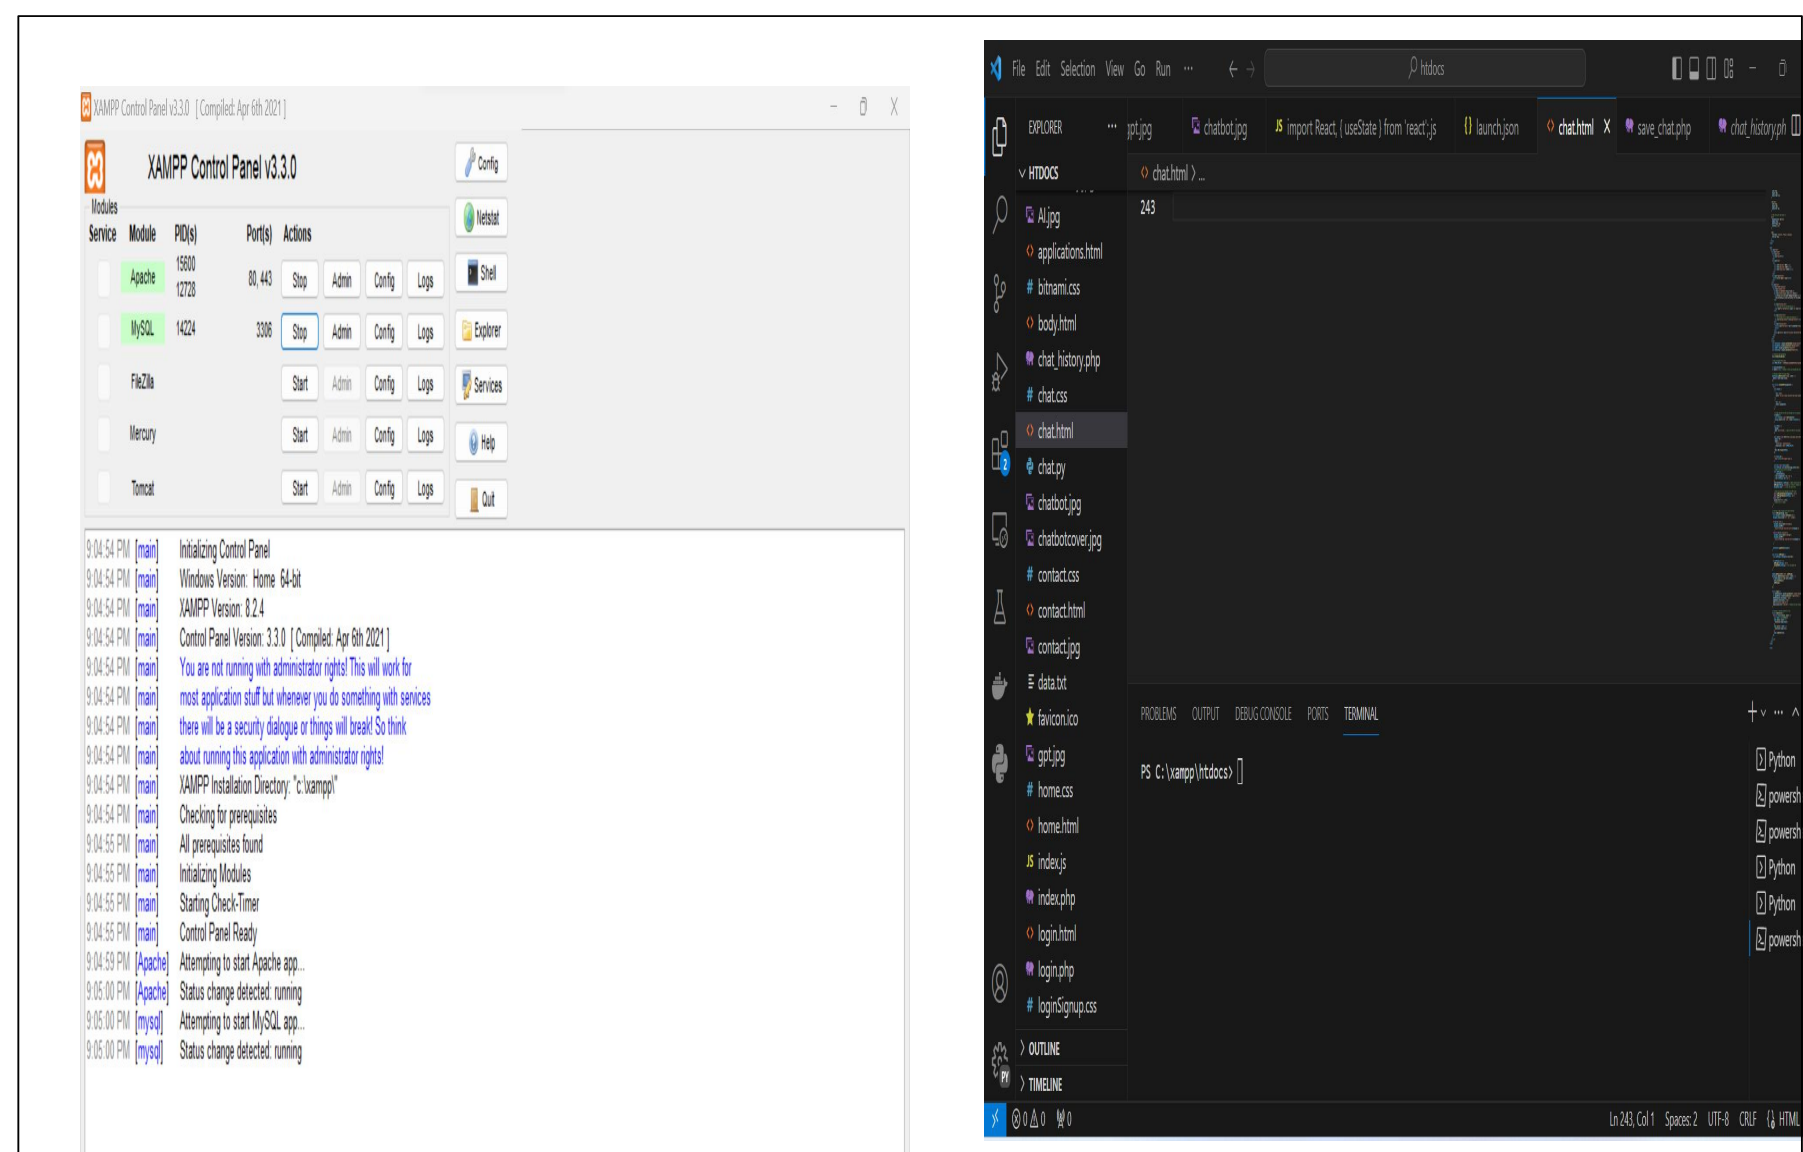 XAMPP Control Panel v3.3.0 [ Compiled: Apr 6th 2021 ]
XAMPP Control Panel v3.3.0
Config
Modules
Service Module PID(s) Port(s) Actions
Netstat
Apache 15600 12728 80, 443 Stop Admin Config Logs
Shell
MySQL 14224 3306 Stop Admin Config Logs
Explorer
FileZilla Start Admin Config Logs
Services
Mercury Start Admin Config Logs
Help
Tomcat Start Admin Config Logs
Quit
9:04:54 PM [main] Initializing Control Panel
9:04:54 PM [main] Windows Version: Home 64-bit
9:04:54 PM [main] XAMPP Version: 8.2.4
9:04:54 PM [main] Control Panel Version: 3.3.0 [ Compiled: Apr 6th 2021 ]
9:04:54 PM [main] You are not running with administrator rights! This will work for
9:04:54 PM [main] most application stuff but whenever you do something with services
9:04:54 PM [main] there will be a security dialogue or things will break! So think
9:04:54 PM [main] about running this application with administrator rights!
9:04:54 PM [main] XAMPP Installation Directory: "c:\xampp\"
9:04:54 PM [main] Checking for prerequisites
9:04:55 PM [main] All prerequisites found
9:04:55 PM [main] Initializing Modules
9:04:55 PM [main] Starting Check-Timer
9:04:55 PM [main] Control Panel Ready
9:04:59 PM [Apache] Attempting to start Apache app...
9:05:00 PM [Apache] Status change detected: running
9:05:00 PM [mysql] Attempting to start MySQL app...
9:05:00 PM [mysql] Status change detected: running
File Edit Selection View Go Run ··· htdocs
EXPLORER ··· gpt.jpg chatbot.jpg JS import React, { useState } from 'react';.js {} launch.json chat.html X save_chat.php chat_history.ph
HTDOCS
chat.html > ...
243
AI.jpg
applications.html
# bitnami.css
body.html
chat_history.php
# chat.css
chat.html
chat.py
chatbot.jpg
chatbotcover.jpg
# contact.css
contact.html
contact.jpg
data.txt
favicon.ico
gpt.jpg
# home.css
home.html
JS index.js
index.php
login.html
login.php
# loginSignup.css
OUTLINE
TIMELINE
2
PY
PROBLEMS OUTPUT DEBUG CONSOLE PORTS TERMINAL
PS C:\xampp\htdocs>
Python
powersh
powersh
Python
Python
powersh
0 0 0
Ln 243, Col 1 Spaces: 2 UTF-8 CRLF HTML